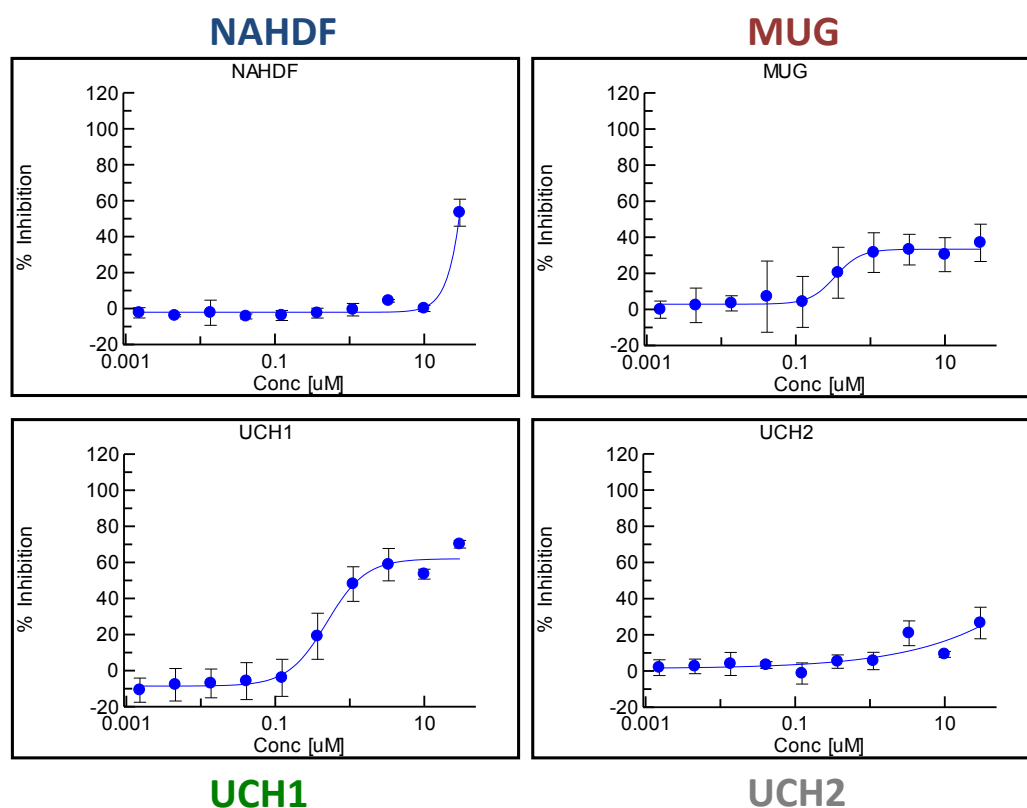 NAHDF
MUG
NAHDF
120
100
80
60
40
20
0
-20
0.001
0.1
10
% Inhibition
Conc [uM]
MUG
120
100
80
60
40
20
0
-20
0.001
0.1
10
% Inhibition
Conc [uM]
UCH1
120
100
80
60
40
20
0
-20
0.001
0.1
10
% Inhibition
Conc [uM]
UCH2
120
100
80
60
40
20
0
-20
0.001
0.1
10
% Inhibition
Conc [uM]
UCH1
UCH2